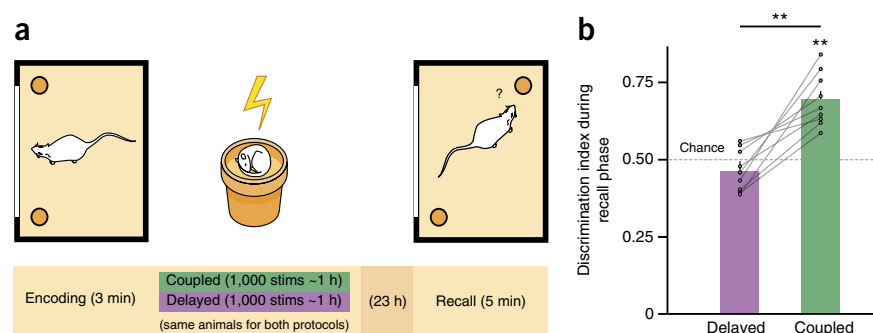 a
?
Encoding (3 min)
Coupled (1,000 stims ~1 h)
Delayed (1,000 stims ~1 h)
(same animals for both protocols)
(23 h)
Recall (5 min)
b
**
**
Discrimination index during
recall phase
0.75
0.50
0.25
0
Chance
Delayed
Coupled